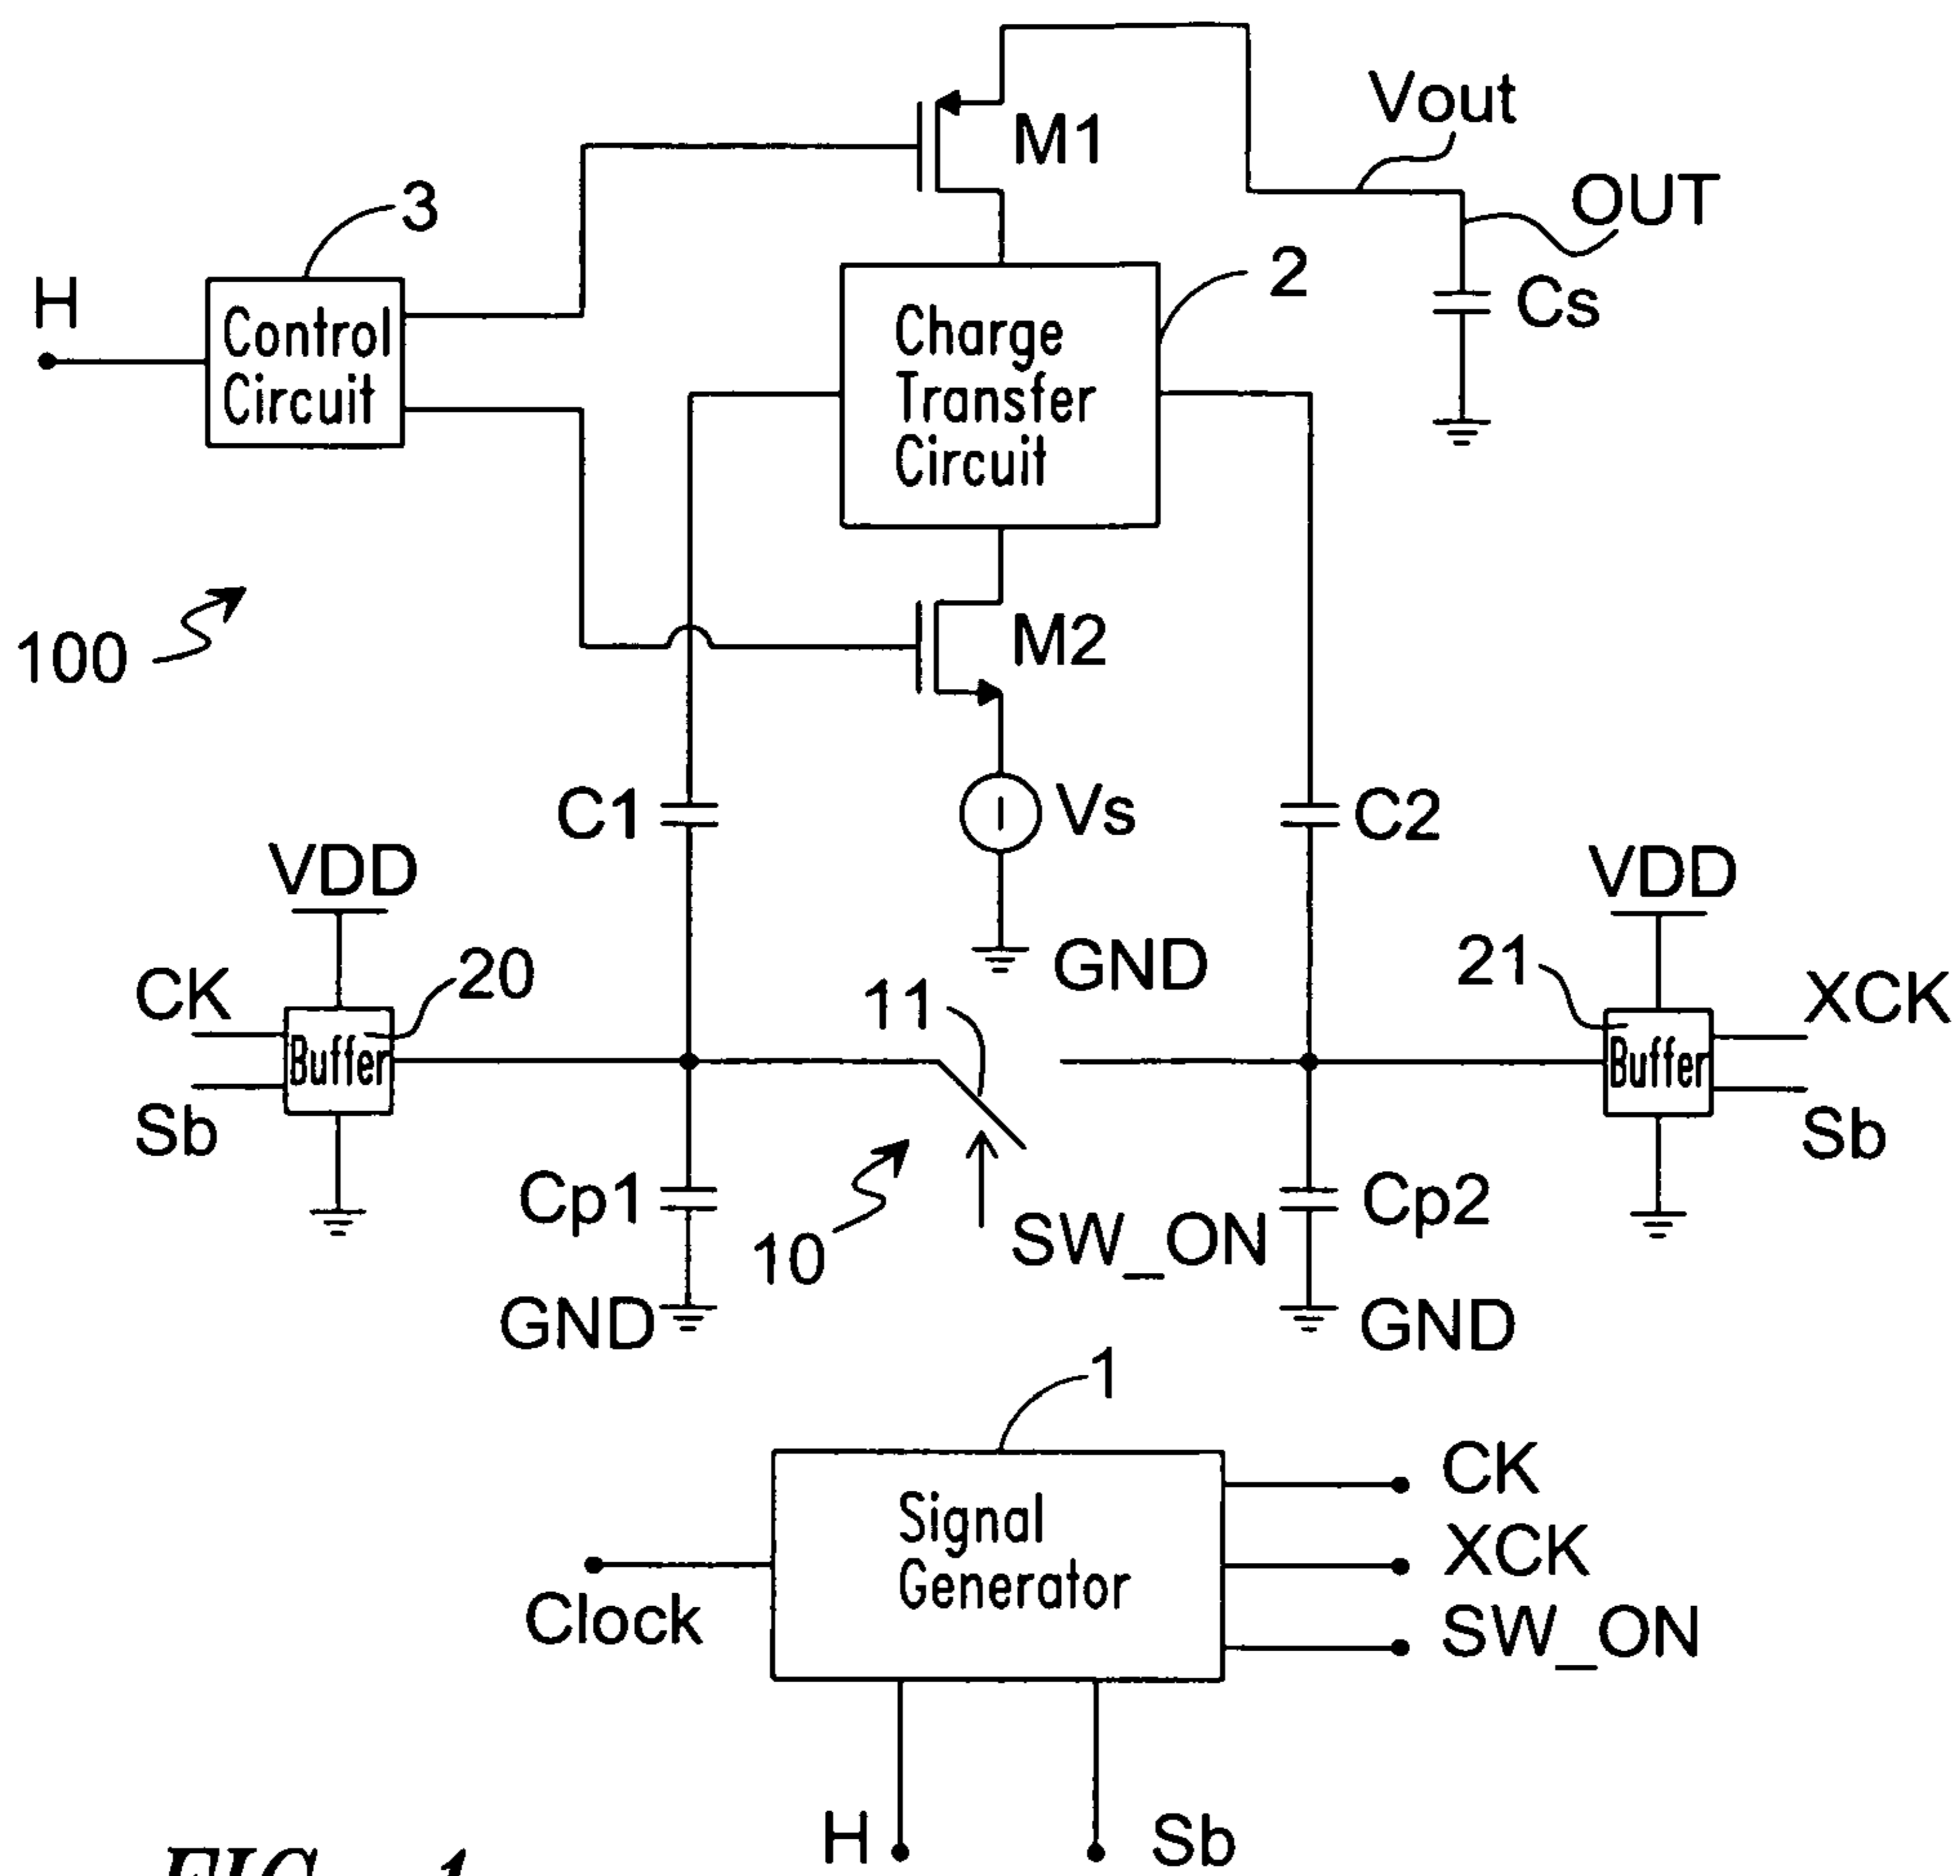 Vout
M1
OUT
3
H
Control
Circuit
2
Charge
Transfer
Circuit
Cs
100
M2
C1
Vs
C2
VDD
VDD
GND
CK
20
Buffer
Sb
11
21
XCK
Buffer
Sb
Cp1
10
SW_ON
Cp2
GND
GND
1
Signal
Generator
CK
XCK
SW_ON
Clock
H
Sb
FIG. 1